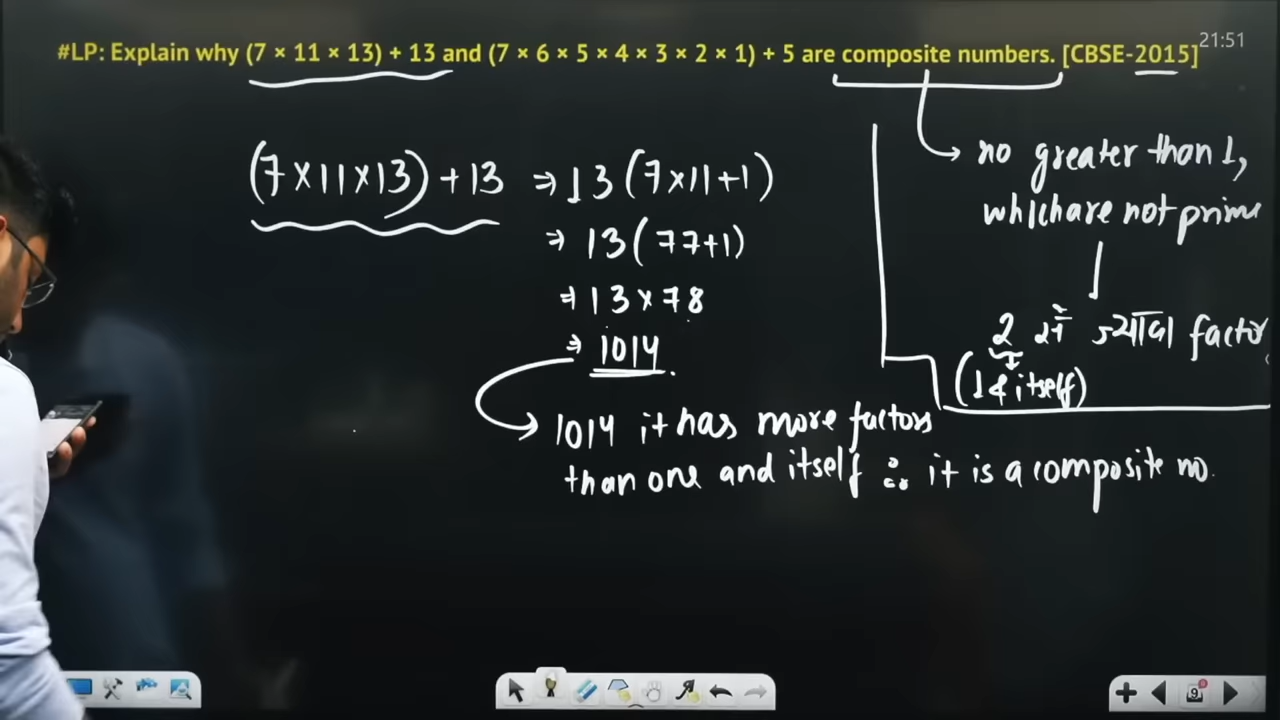 #LP: Explain why (7 × 11 × 13) + 13 and (7 × 6 × 5 × 4 × 3 × 2 × 1) + 5 are composite numbers. [CBSE-2015]
21:51
(7×11×13) + 13 ⇒ 13(7×11+1)
⇒ 13(77+1)
⇒ 13×78
⇒ 1014
1014 it has more factors
than one and itself ∴ it is a composite no.
no greater than 1,
which are not prime
2 से ज्यादा factor
(1 & itself)
9